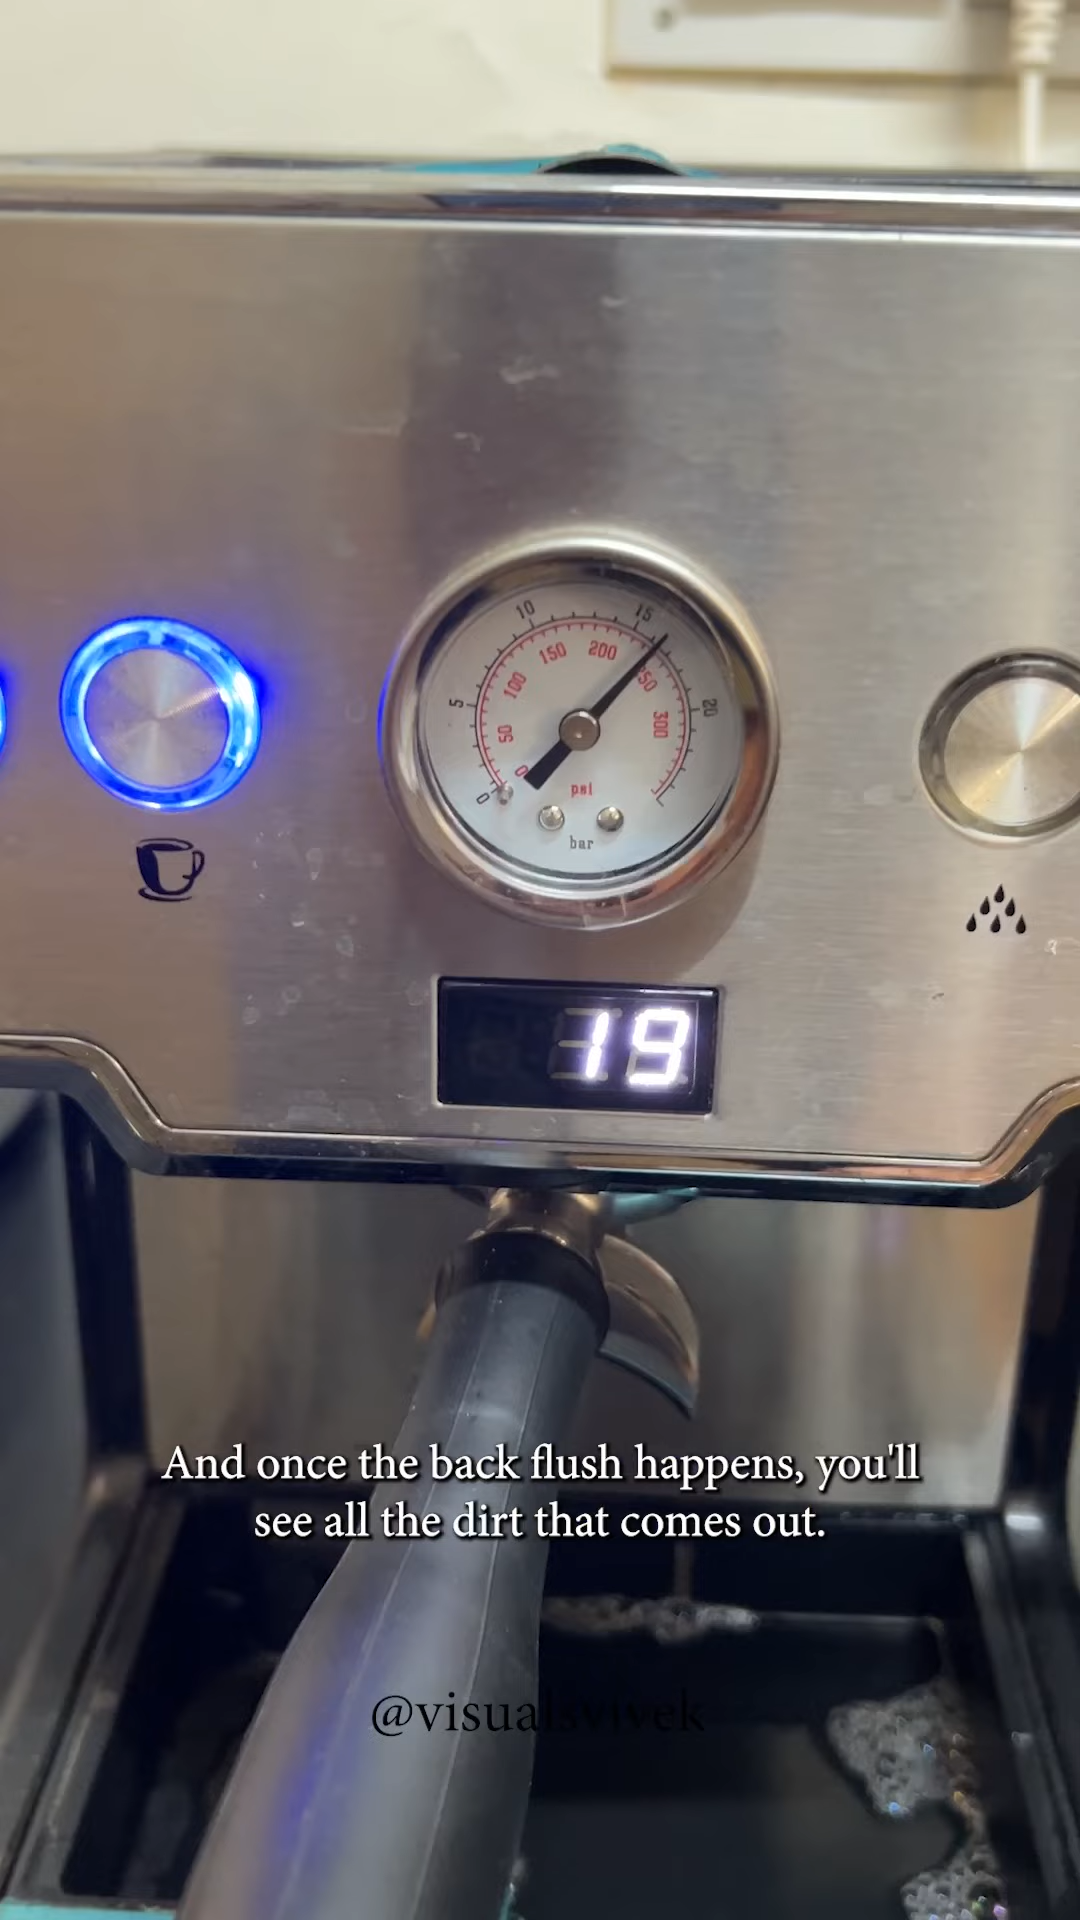 10
15
5
20
0
50
100
150
200
250
300
0
psi
bar
19
And once the back flush happens, you'll
see all the dirt that comes out.
@visualsvivek